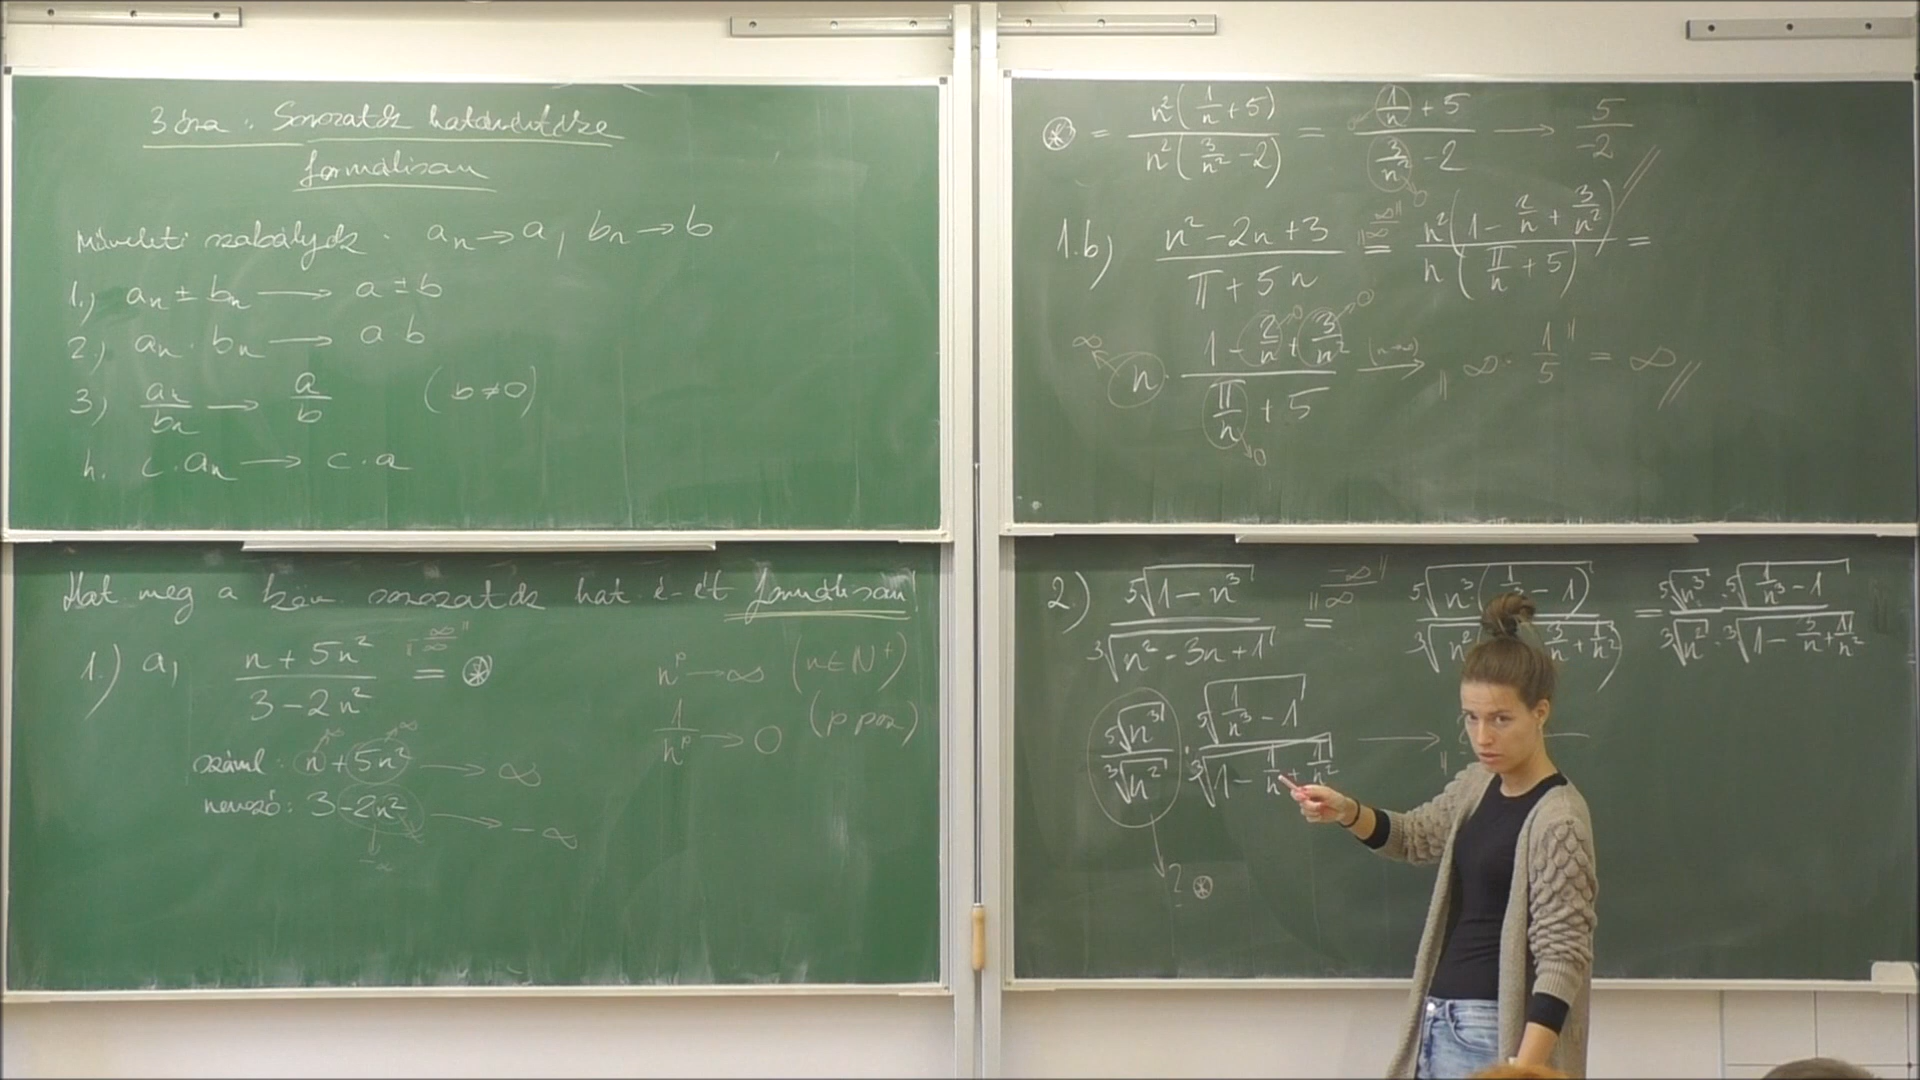 3 óra : Sorozatok határértéke
formálisan
Műveleti szabályok : aₙ → a, bₙ → b
1.) aₙ ± bₙ → a ± b
2.) aₙ · bₙ → a b
3) aₙ/bₙ → a/b (b ≠ 0)
4. c · aₙ → c · a
Hat. meg a köv. sorozatok hat. é-ét formálisan!
1.) a, (n + 5n²)/(3 - 2n²) "= ∞/-∞" = ⊛
száml : n + 5n² → ∞
nevező : 3 - 2n² → -∞
-∞
nᵖ → ∞ (n ∈ N⁺)
1/nᵖ → 0 (p poz)
⊛ = n²(1/n + 5)/n²(3/n² - 2) = (1/n + 5)/(3/n² - 2) → 5/-2
1.b) (n² - 2n + 3)/(π + 5n) "∞/∞" = n²(1 - 2/n + 3/n²)/n(π/n + 5) =
n · (1 - 2/n + 3/n²)/(π/n + 5) (n→∞) → "∞ · 1/5" = ∞
2.) ⁵√(1 - n³)/³√(n² - 3n + 1) "-∞/∞" = ⁵√(n³(1/n³ - 1))/³√(n² 3/n + 1/n²) = ⁵√n³ · ⁵√(1/n³ - 1)/³√n² · ³√(1 - 3/n + 1/n²)
⁵√n³/³√n² · ⁵√(1/n³ - 1)/³√(1 - 1/n + 1/n²) →
? ⊛